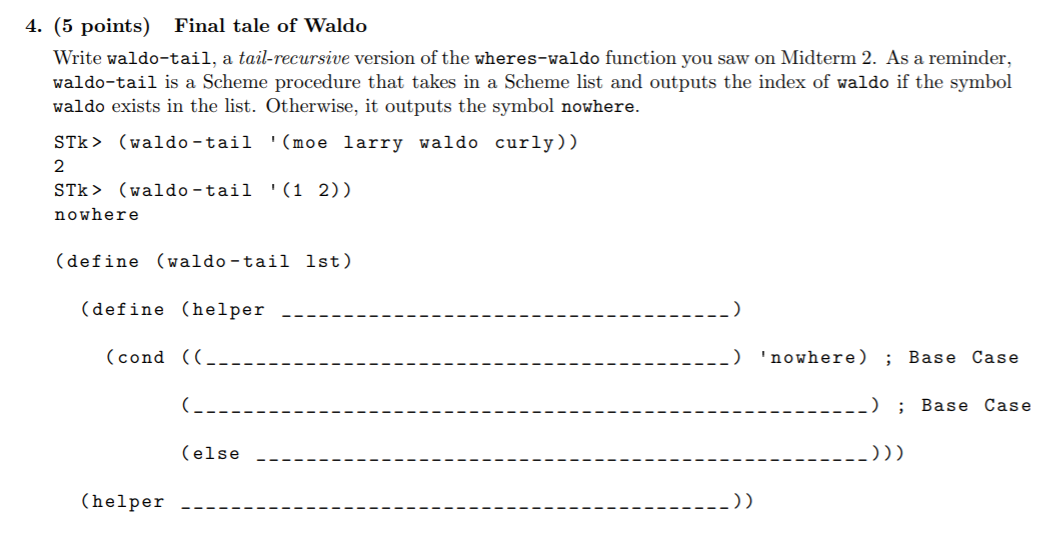 4. (5 points) Final tale of Waldo
Write waldo-tail, a tail-recursive version of the wheres-waldo function you saw on Midterm 2. As a reminder,
waldo-tail is a Scheme procedure that takes in a Scheme list and outputs the index of waldo if the symbol
waldo exists in the list. Otherwise, it outputs the symbol nowhere.
STk> (waldo-tail '(moe larry waldo curly))
2
STk> (waldo-tail '(1 2))
nowhere
(define (waldo-tail lst)
(define (helper ____________________________________)
(cond ((__________________________________________) 'nowhere) ; Base Case
(______________________________________________________) ; Base Case
(else _________________________________________________)))
(helper ____________________________________________))